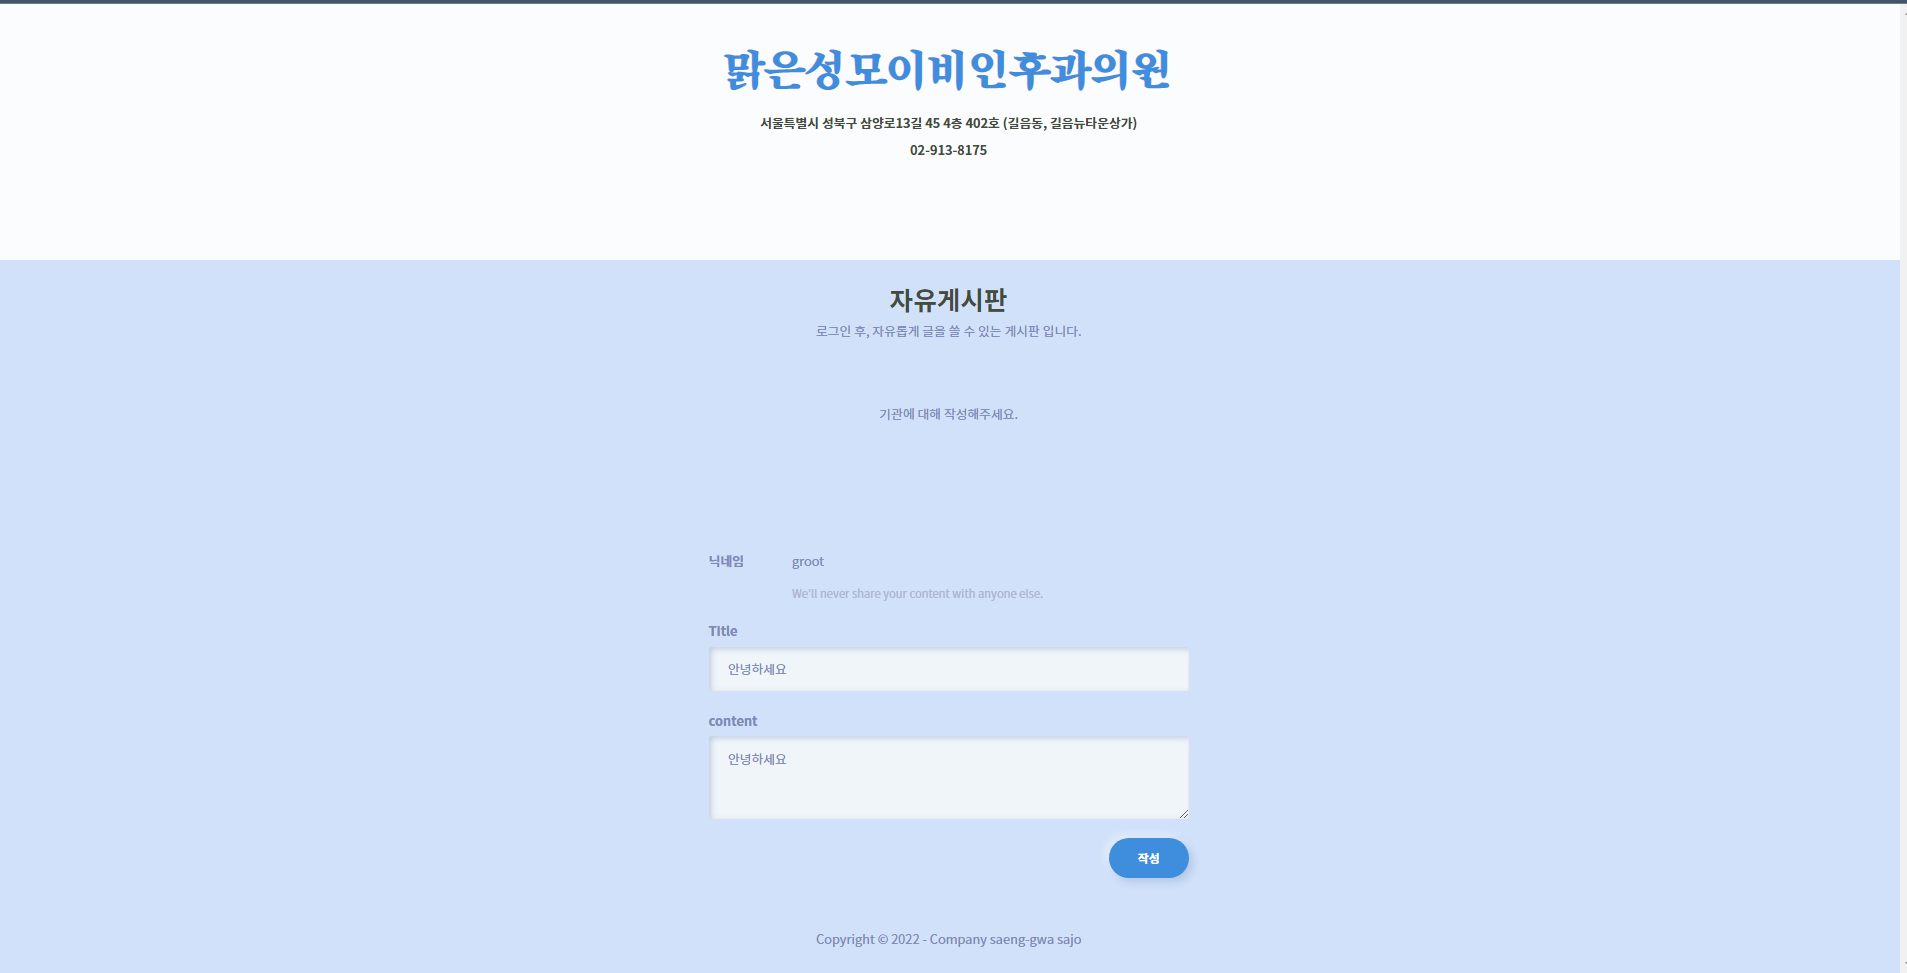 맑은성모이비인후과의원
서울특별시 성북구 삼양로13길 45 4층 402호 (길음동, 길음뉴타운상가)
02-913-8175
자유게시판
로그인 후, 자유롭게 글을 쓸 수 있는 게시판 입니다.
기관에 대해 작성해주세요.
닉네임 groot
We'll never share your content with anyone else.
TItle
안녕하세요
content
안녕하세요
작성
Copyright © 2022 - Company saeng-gwa sajo